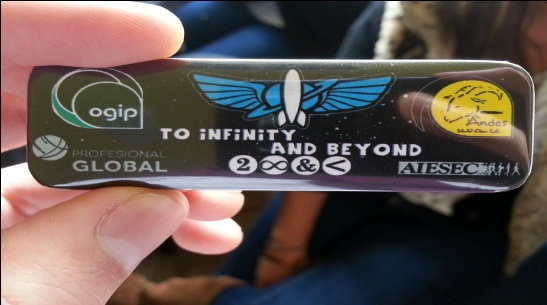 ogip
TO iNFiNiTY
AND BEYOND
PROFESIONAL
GLOBAL
2 ∞ & <
Andes
AIESEC